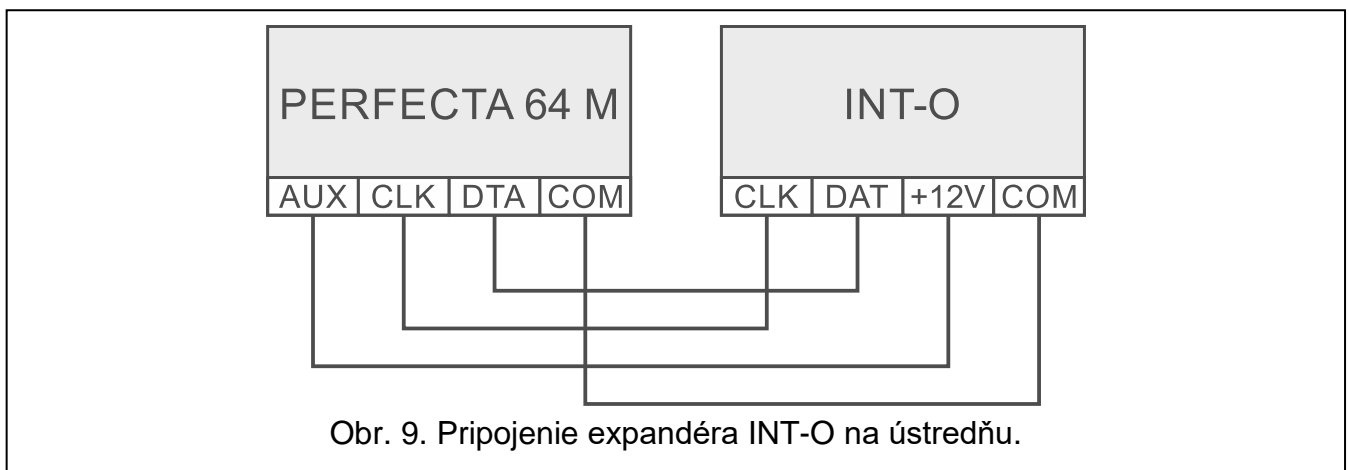 PERFECTA 64 M
INT-O
AUX CLK DTA COM
CLK DAT +12V COM
Obr. 9. Pripojenie expandéra INT-O na ústredňu.